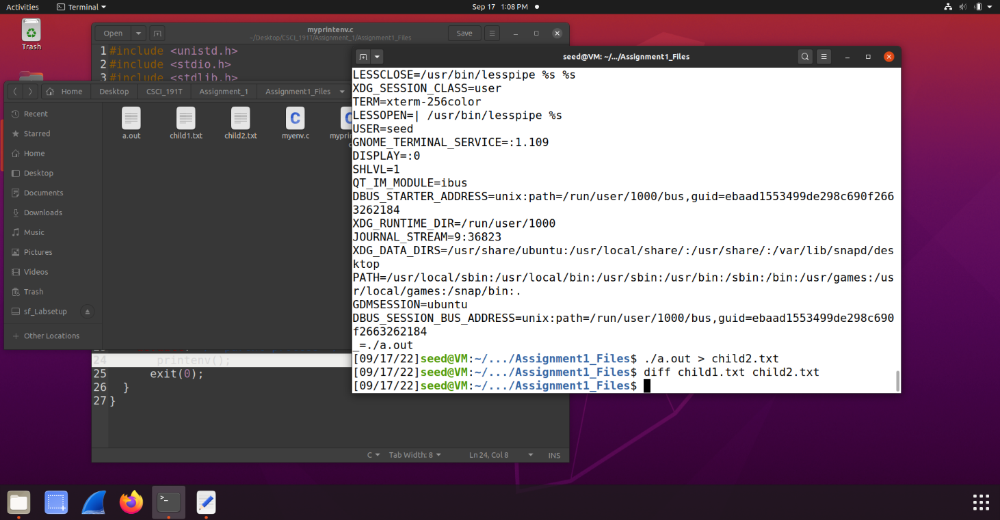 Activities
Terminal
Sep 17 1:08 PM
Trash
Open
myprintenv.c
~/Desktop/CSCI_191T/Assignment_1/Assignment1_Files
Save
1 #include <unistd.h>
2 #include <stdio.h>
3 #include <stdlib.h>
Home
Desktop
CSCI_191T
Assignment_1
Assignment1_Files
Recent
Starred
Home
Desktop
Documents
Downloads
Music
Pictures
Videos
Trash
sf_Labsetup
+ Other Locations
a.out
child1.txt
child2.txt
myenv.c
24 printenv();
25 exit(0);
26 }
27 }
C
Tab Width: 8
Ln 24, Col 8
INS
seed@VM: ~/.../Assignment1_Files
LESSCLOSE=/usr/bin/lesspipe %s %s
XDG_SESSION_CLASS=user
TERM=xterm-256color
LESSOPEN=| /usr/bin/lesspipe %s
USER=seed
GNOME_TERMINAL_SERVICE=:1.109
DISPLAY=:0
SHLVL=1
QT_IM_MODULE=ibus
DBUS_STARTER_ADDRESS=unix:path=/run/user/1000/bus,guid=ebaad1553499de298c690f266
3262184
XDG_RUNTIME_DIR=/run/user/1000
JOURNAL_STREAM=9:36823
XDG_DATA_DIRS=/usr/share/ubuntu:/usr/local/share/:/usr/share/:/var/lib/snapd/des
ktop
PATH=/usr/local/sbin:/usr/local/bin:/usr/sbin:/usr/bin:/sbin:/bin:/usr/games:/us
r/local/games:/snap/bin:.
GDMSESSION=ubuntu
DBUS_SESSION_BUS_ADDRESS=unix:path=/run/user/1000/bus,guid=ebaad1553499de298c690
f2663262184
_=./a.out
[09/17/22]seed@VM:~/.../Assignment1_Files$ ./a.out > child2.txt
[09/17/22]seed@VM:~/.../Assignment1_Files$ diff child1.txt child2.txt
[09/17/22]seed@VM:~/.../Assignment1_Files$